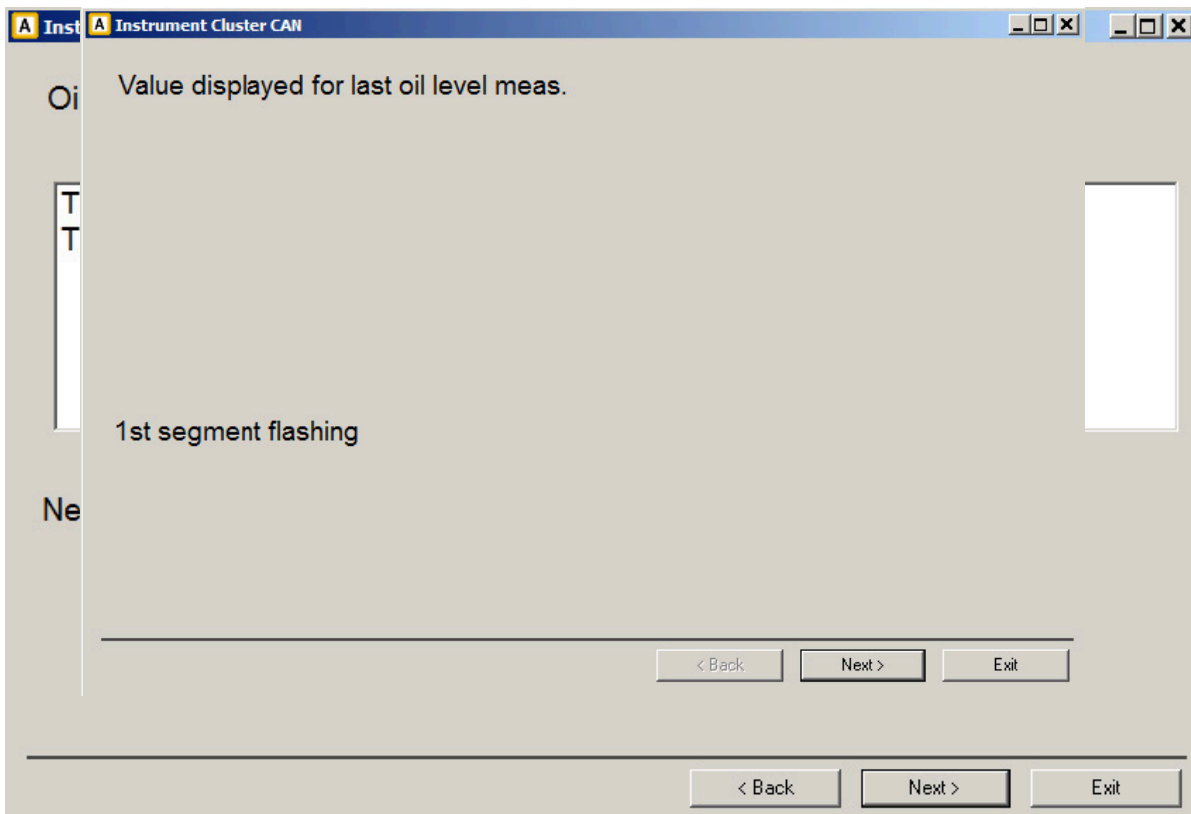 A Inst
A Instrument Cluster CAN
Oi
Value displayed for last oil level meas.
T
T
1st segment flashing
Ne
< Back
Next >
Exit
< Back
Next >
Exit